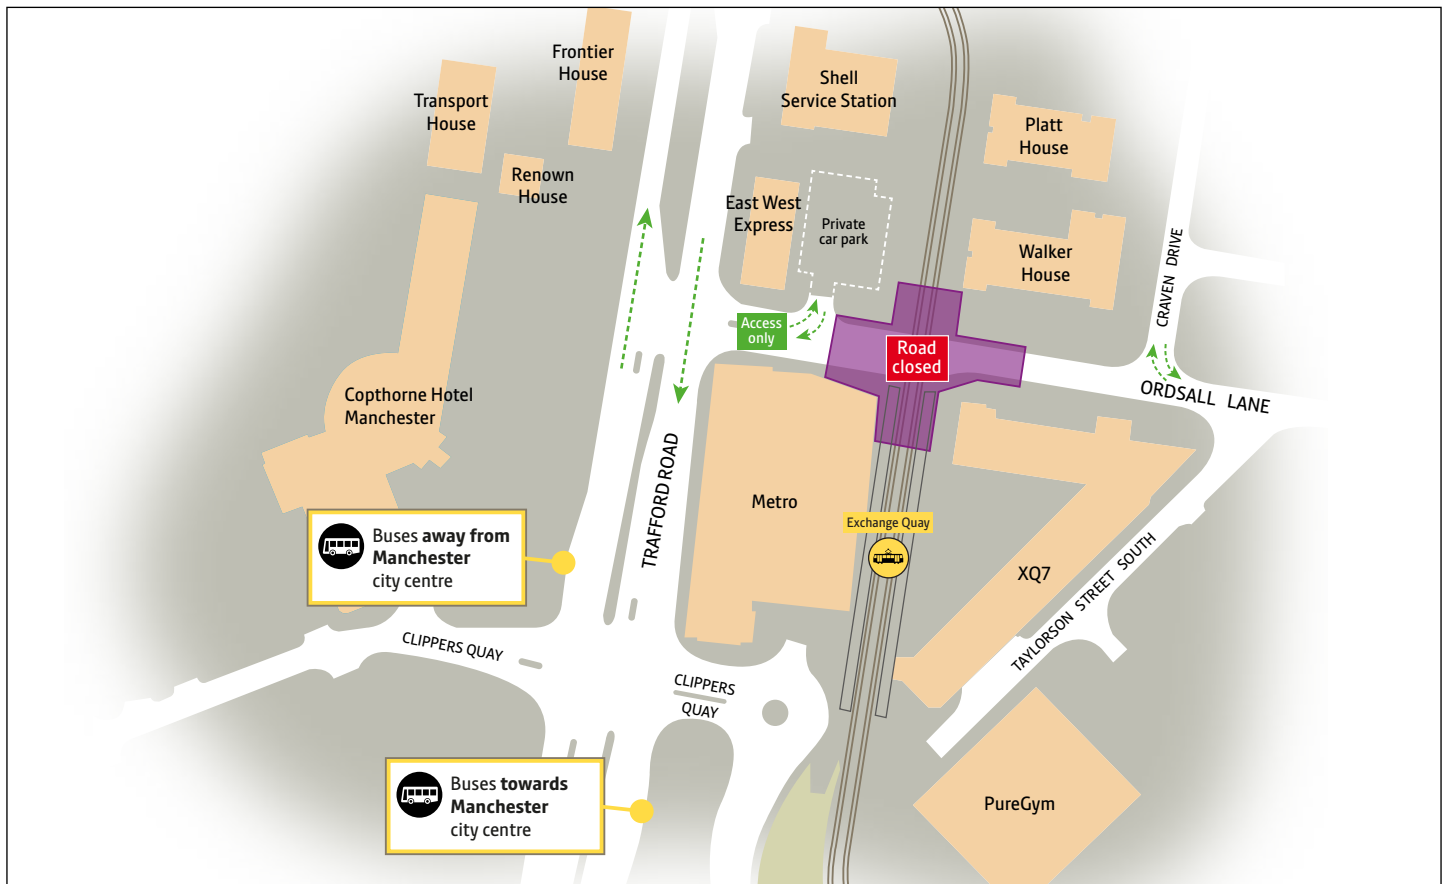 Frontier
House
Transport
House
Renown
House
Shell
Service Station
Platt
House
East West
Express
Private
car park
Walker
House
CRAVEN DRIVE
Access
only
Road
closed
ORDSALL LANE
Copthorne Hotel
Manchester
TRAFFORD ROAD
Metro
Exchange Quay
Buses away from
Manchester
city centre
XQ7
TAYLORSON STREET SOUTH
CLIPPERS QUAY
CLIPPERS
QUAY
Buses towards
Manchester
city centre
PureGym